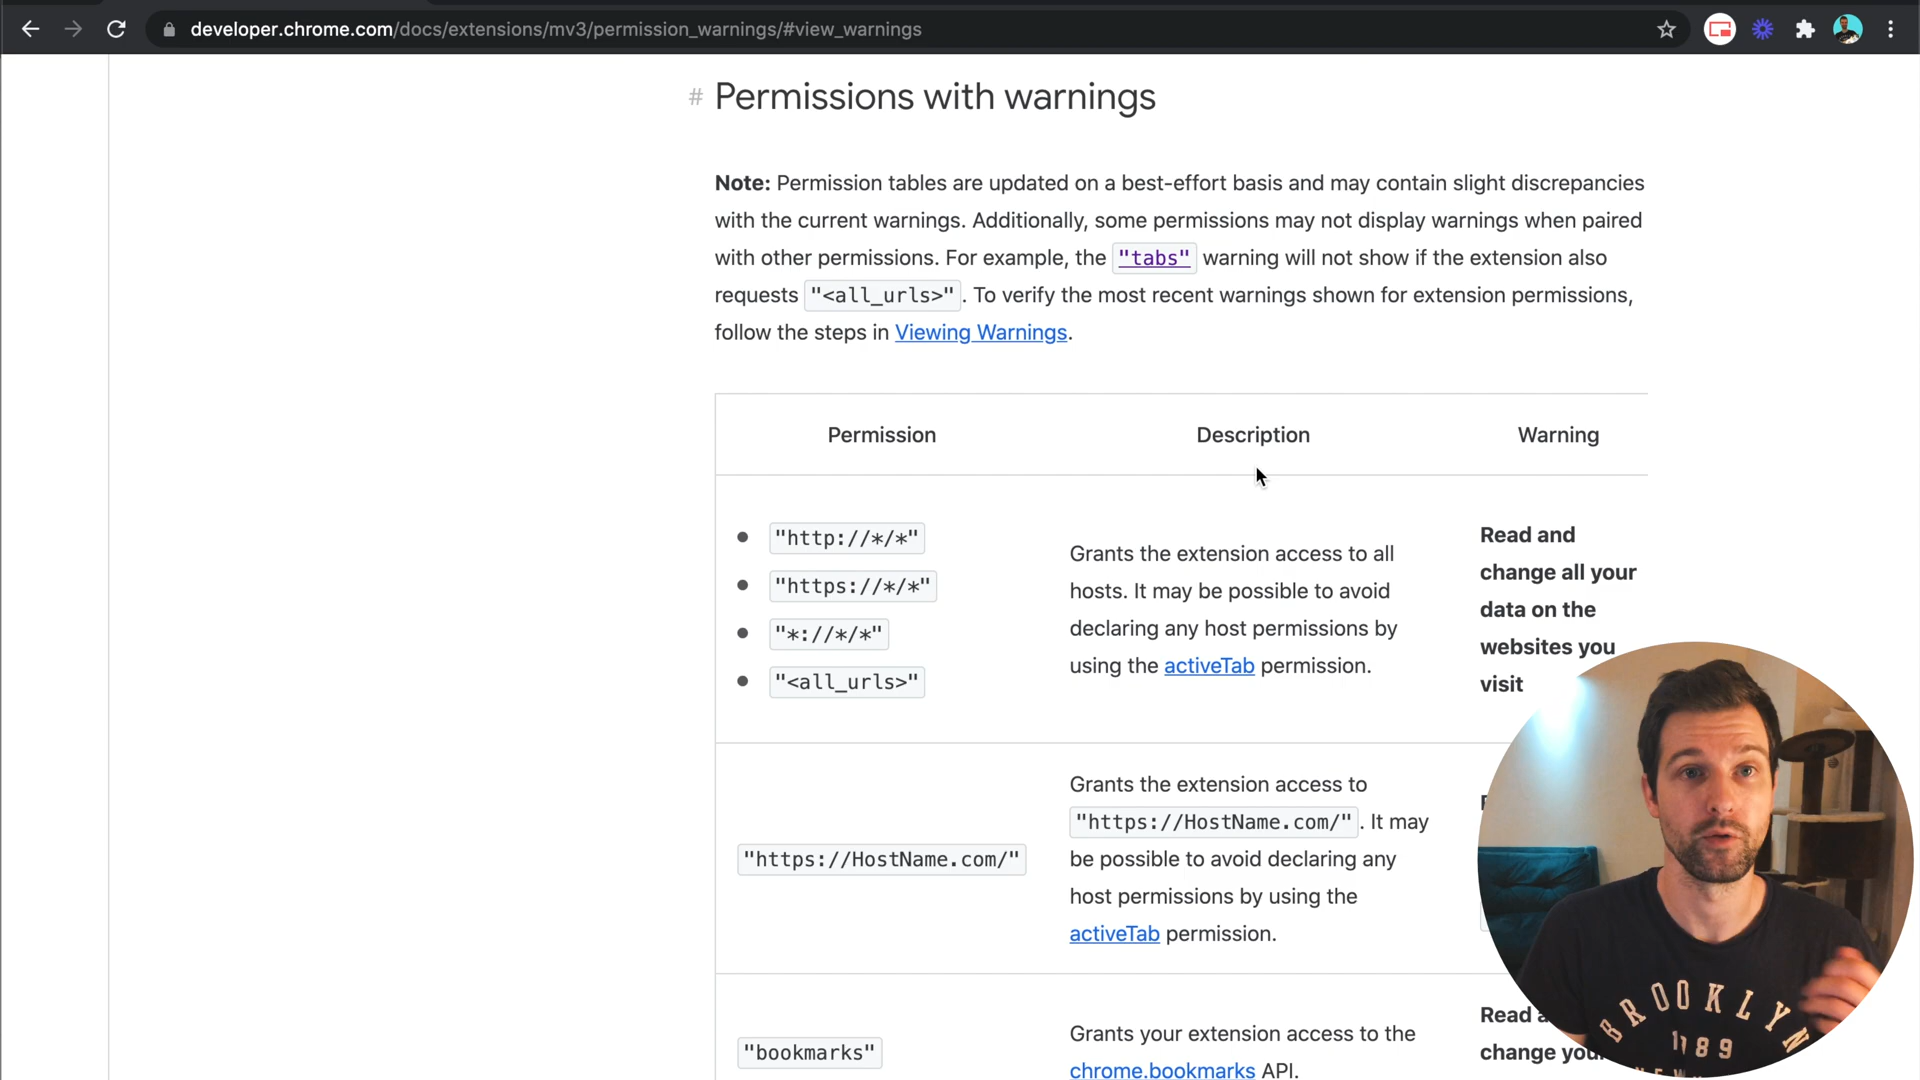 developer.chrome.com/docs/extensions/mv3/permission_warnings/#view_warnings
# Permissions with warnings
Note: Permission tables are updated on a best-effort basis and may contain slight discrepancies
with the current warnings. Additionally, some permissions may not display warnings when paired
with other permissions. For example, the "tabs" warning will not show if the extension also
requests "<all_urls>". To verify the most recent warnings shown for extension permissions,
follow the steps in Viewing Warnings.
Permission Description Warning
"http://*/*"
"https://*/*"
"*://*/*"
"<all_urls>"
Grants the extension access to all
hosts. It may be possible to avoid
declaring any host permissions by
using the activeTab permission.
Read and
change all your
data on the
websites you
visit
"https://HostName.com/"
Grants the extension access to
"https://HostName.com/". It may
be possible to avoid declaring any
host permissions by using the
activeTab permission.
"bookmarks"
Grants your extension access to the
chrome.bookmarks API.
Read
change
BROOKLYN
1189